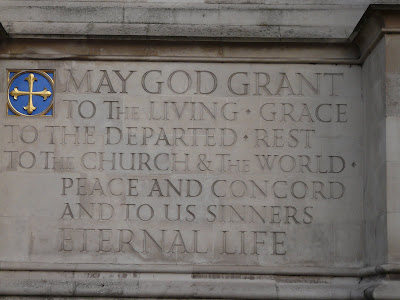 MAY GOD GRANT
TO THE LIVING · GRACE
TO THE DEPARTED · REST
TO THE CHURCH & THE WORLD ·
PEACE AND CONCORD
AND TO US SINNERS
ETERNAL LIFE